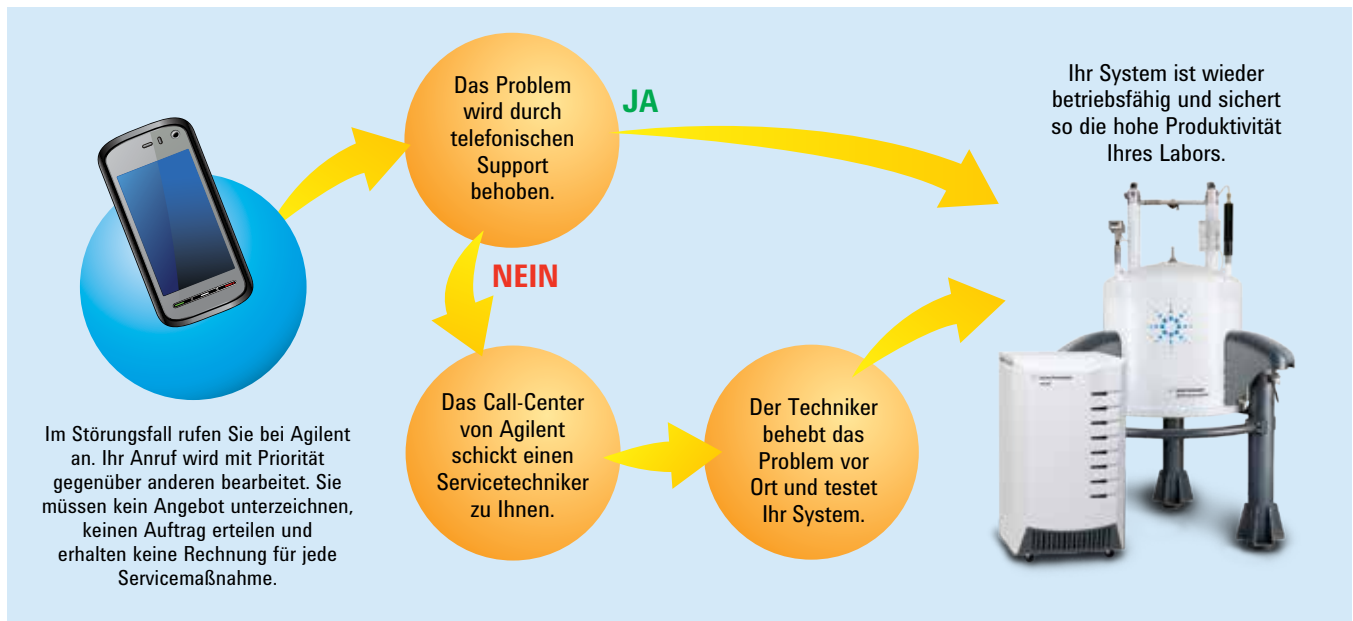 Im Störungsfall rufen Sie bei Agilent
an. Ihr Anruf wird mit Priorität
gegenüber anderen bearbeitet. Sie
müssen kein Angebot unterzeichnen,
keinen Auftrag erteilen und
erhalten keine Rechnung für jede
Servicemaßnahme.
Das Problem
wird durch
telefonischen
Support
behoben.
JA
NEIN
Das Call-Center
von Agilent
schickt einen
Servicetechniker
zu Ihnen.
Der Techniker
behebt das
Problem vor
Ort und testet
Ihr System.
Ihr System ist wieder
betriebsfähig und sichert
so die hohe Produktivität
Ihres Labors.